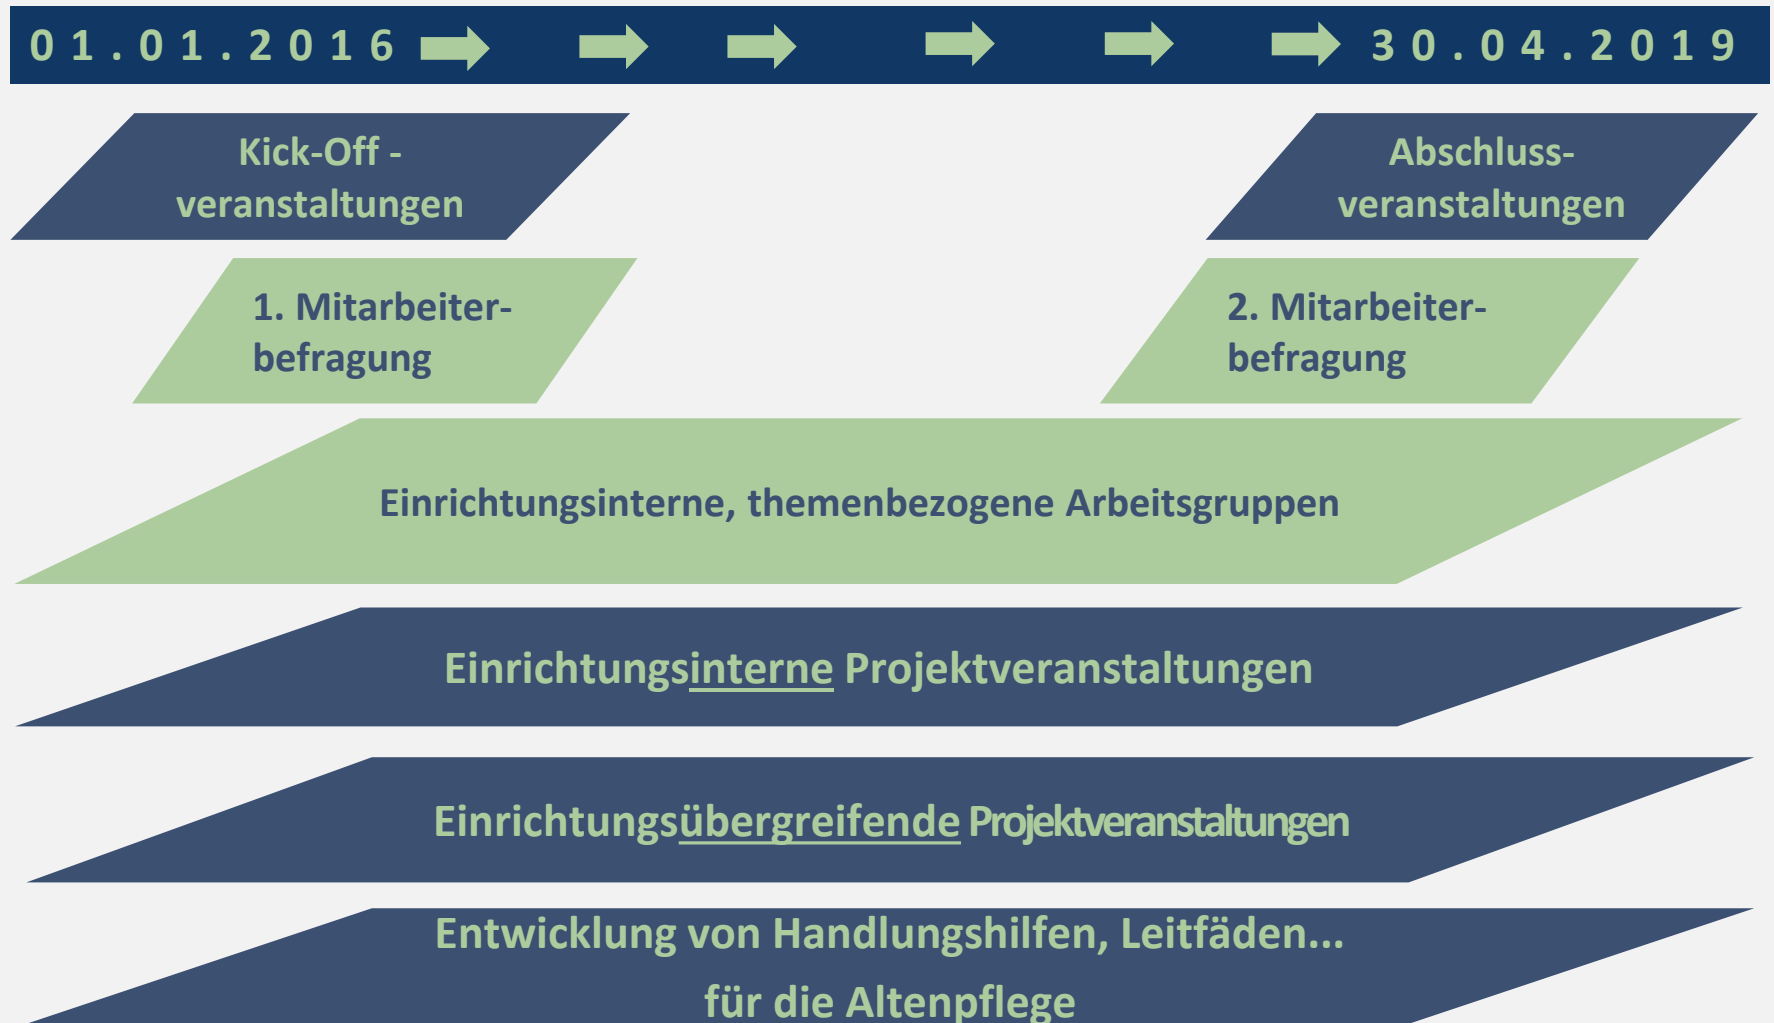 01.01.2016 30.04.2019
Kick-Off -
veranstaltungen
Abschluss-
veranstaltungen
1. Mitarbeiter-
befragung
2. Mitarbeiter-
befragung
Einrichtungsinterne, themenbezogene Arbeitsgruppen
Einrichtungsinterne Projektveranstaltungen
Einrichtungsübergreifende Projektveranstaltungen
Entwicklung von Handlungshilfen, Leitfäden...
für die Altenpflege